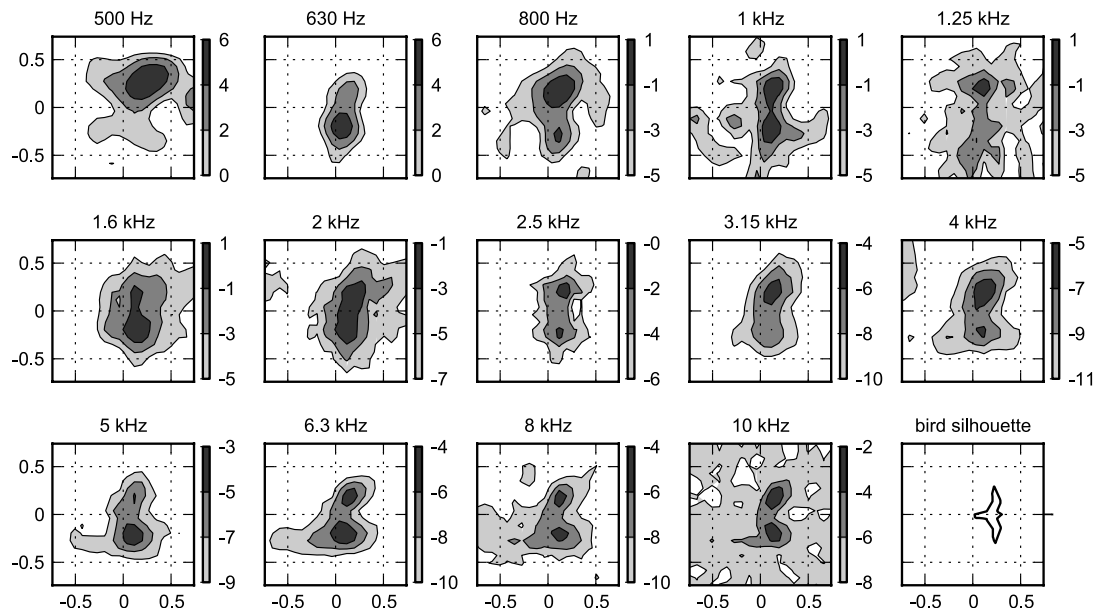 500 Hz 630 Hz 800 Hz 1 kHz 1.25 kHz
6 6 1 1 1
0.5 4 4 -1 -1 -1
0 2 2 -3 -3 -3
-0.5 0 0 -5 -5 -5
1.6 kHz 2 kHz 2.5 kHz 3.15 kHz 4 kHz
1 -1 -0 -4 -5
0.5 -1 -3 -2 -6 -7
0 -3 -5 -4 -8 -9
-0.5 -5 -7 -6 -10 -11
5 kHz 6.3 kHz 8 kHz 10 kHz bird silhouette
-3 -4 -4 -2
0.5 -5 -6 -6 -4
0 -7 -8 -8 -6
-0.5 -9 -10 -10 -8
-0.5 0 0.5 -0.5 0 0.5 -0.5 0 0.5 -0.5 0 0.5 -0.5 0 0.5